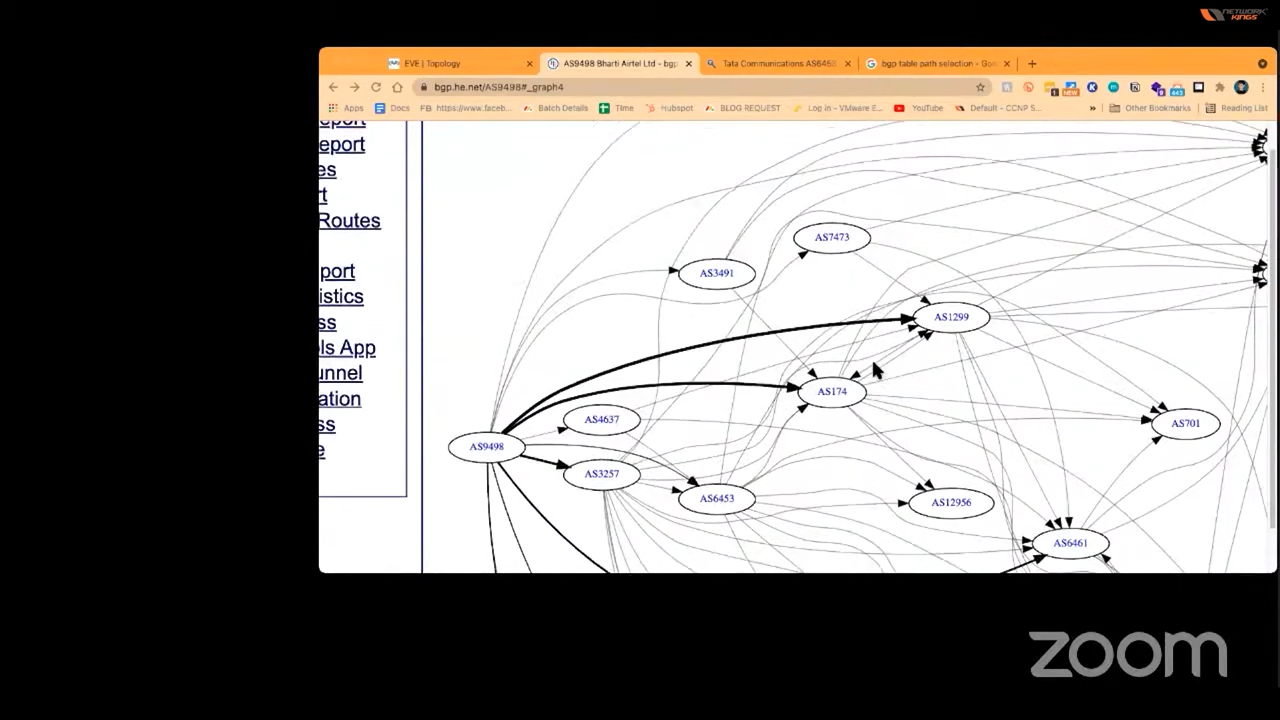 NETWORK
KINGS
EVE | Topology
AS9498 Bharti Airtel Ltd - bgp
Tata Communications AS6453
bgp table path selection - Goo
bgp.he.net/AS9498#_graph4
Apps
Docs
FB https://www.faceb...
Batch Details
TIme
Hubspot
BLOG REQUEST
Log in – VMware E...
YouTube
Default - CCNP S...
»
Other Bookmarks
Reading List
eport
eport
es
rt
Routes
port
istics
ss
ols App
unnel
ation
ss
e
AS7473
AS3491
AS1299
AS174
AS4637
AS701
AS9498
AS3257
AS6453
AS12956
AS6461
zoom